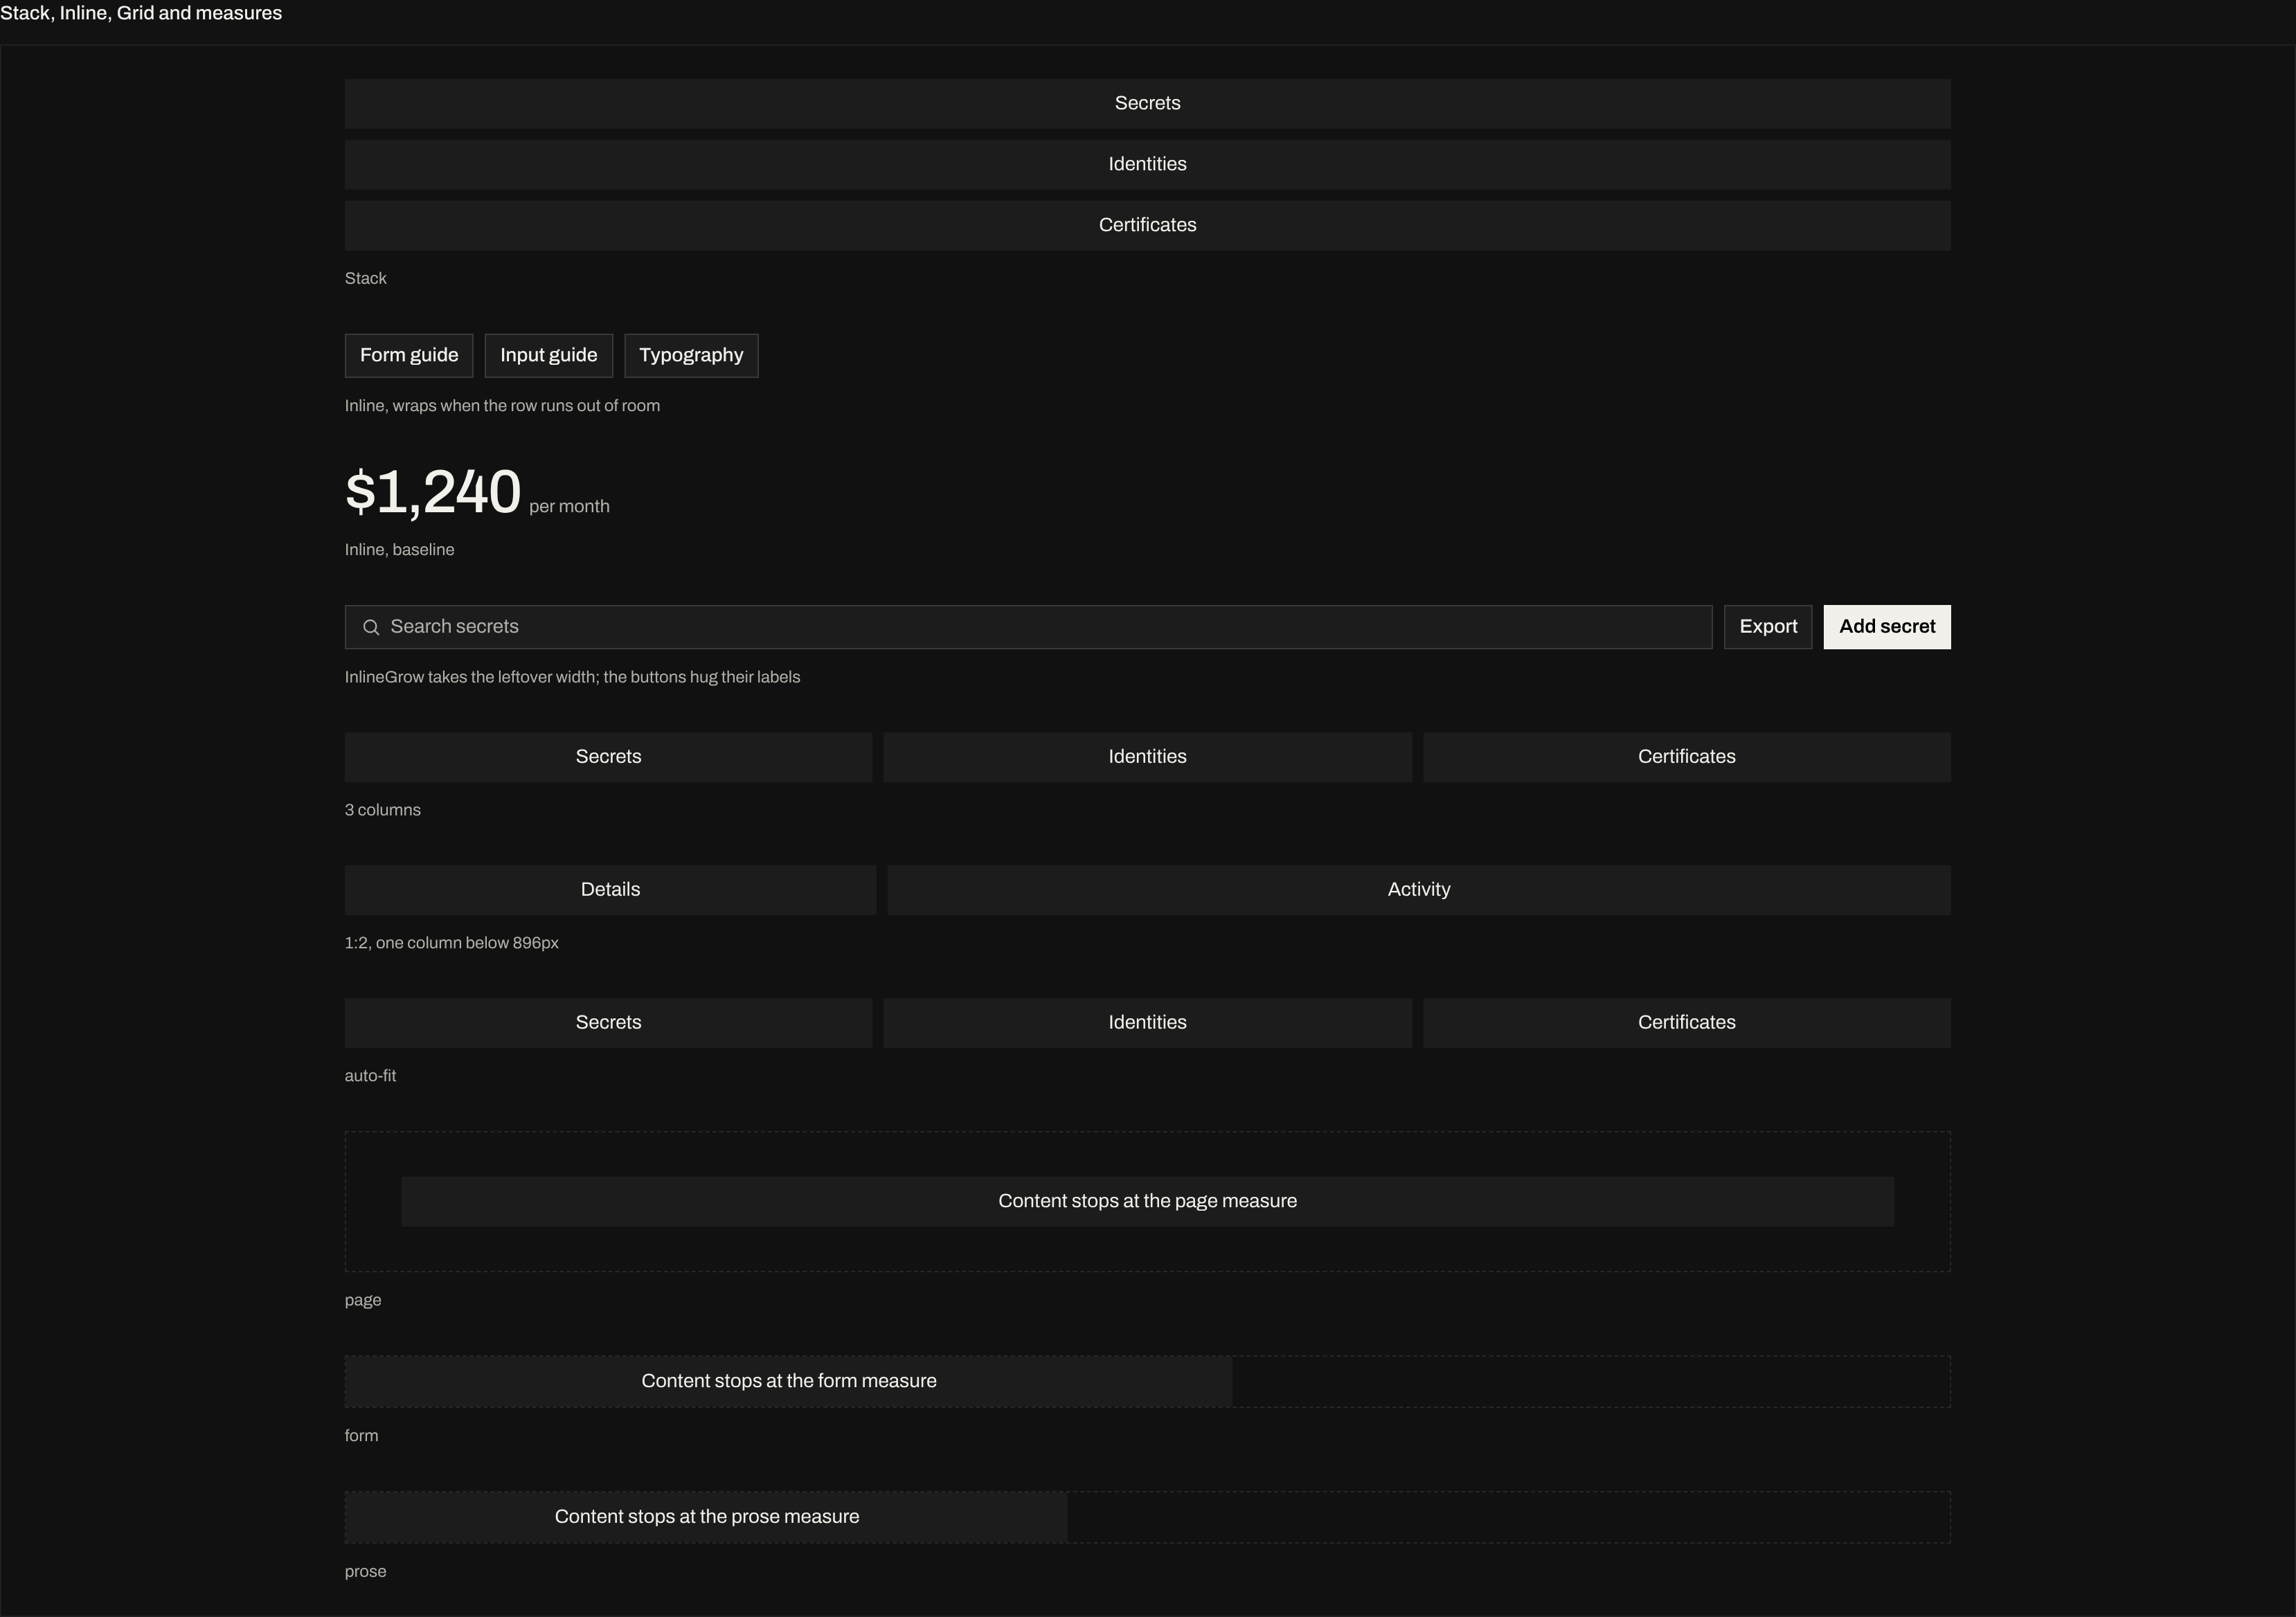 Stack, Inline, Grid and measures
Secrets
Identities
Certificates
Stack
Form guide Input guide Typography
Inline, wraps when the row runs out of room
$1,240 per month
Inline, baseline
Search secrets Export Add secret
InlineGrow takes the leftover width; the buttons hug their labels
Secrets Identities Certificates
3 columns
Details Activity
1:2, one column below 896px
Secrets Identities Certificates
auto-fit
Content stops at the page measure
page
Content stops at the form measure
form
Content stops at the prose measure
prose